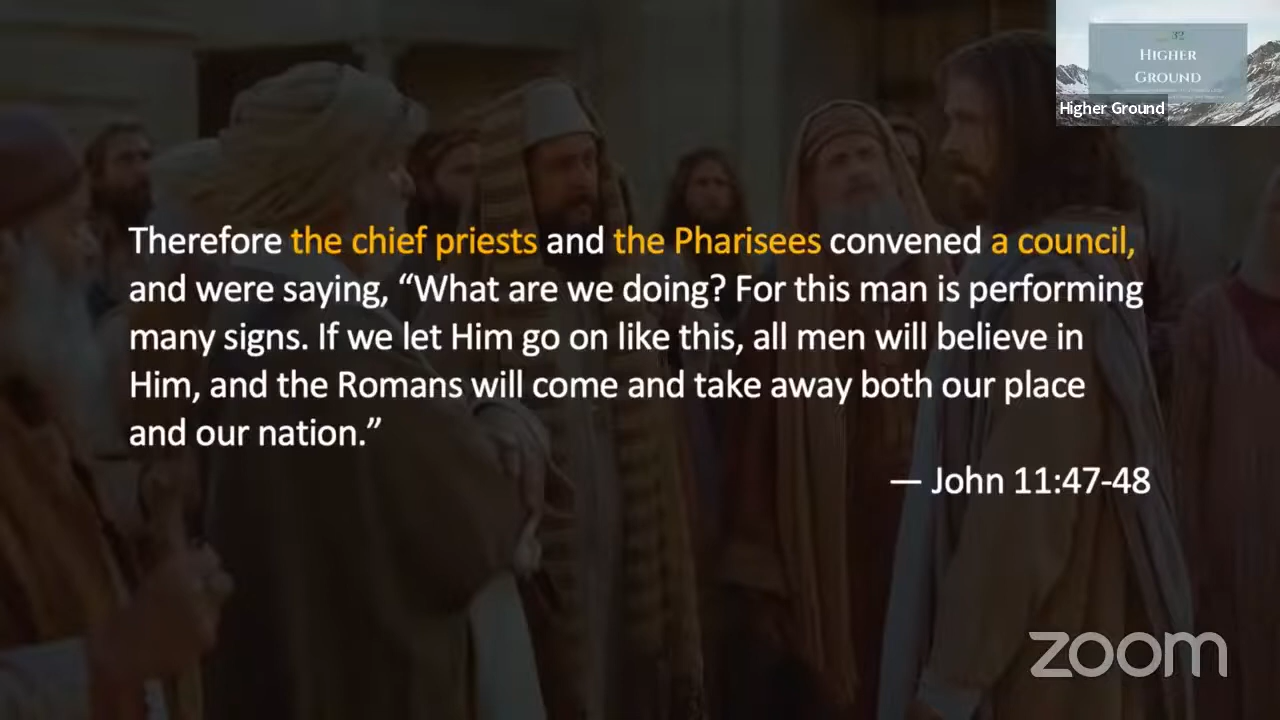 HIGHER
GROUND
Higher Ground
Therefore the chief priests and the Pharisees convened a council,
and were saying, “What are we doing? For this man is performing
many signs. If we let Him go on like this, all men will believe in
Him, and the Romans will come and take away both our place
and our nation.”
— John 11:47-48
zoom